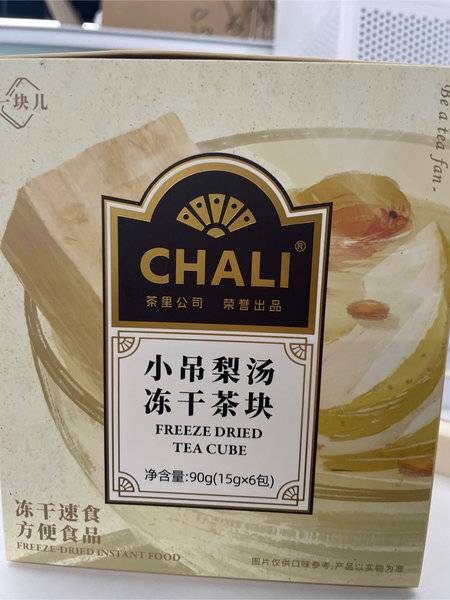 一块儿
Be a tea fan.
CHALI®
茶里公司 荣誉出品
小吊梨汤
冻干茶块
FREEZE DRIED
TEA CUBE
净含量:90g(15g×6包)
冻干速食
方便食品
FREEZE-DRIED INSTANT FOOD
图片仅供口味参考,产品以实物为准